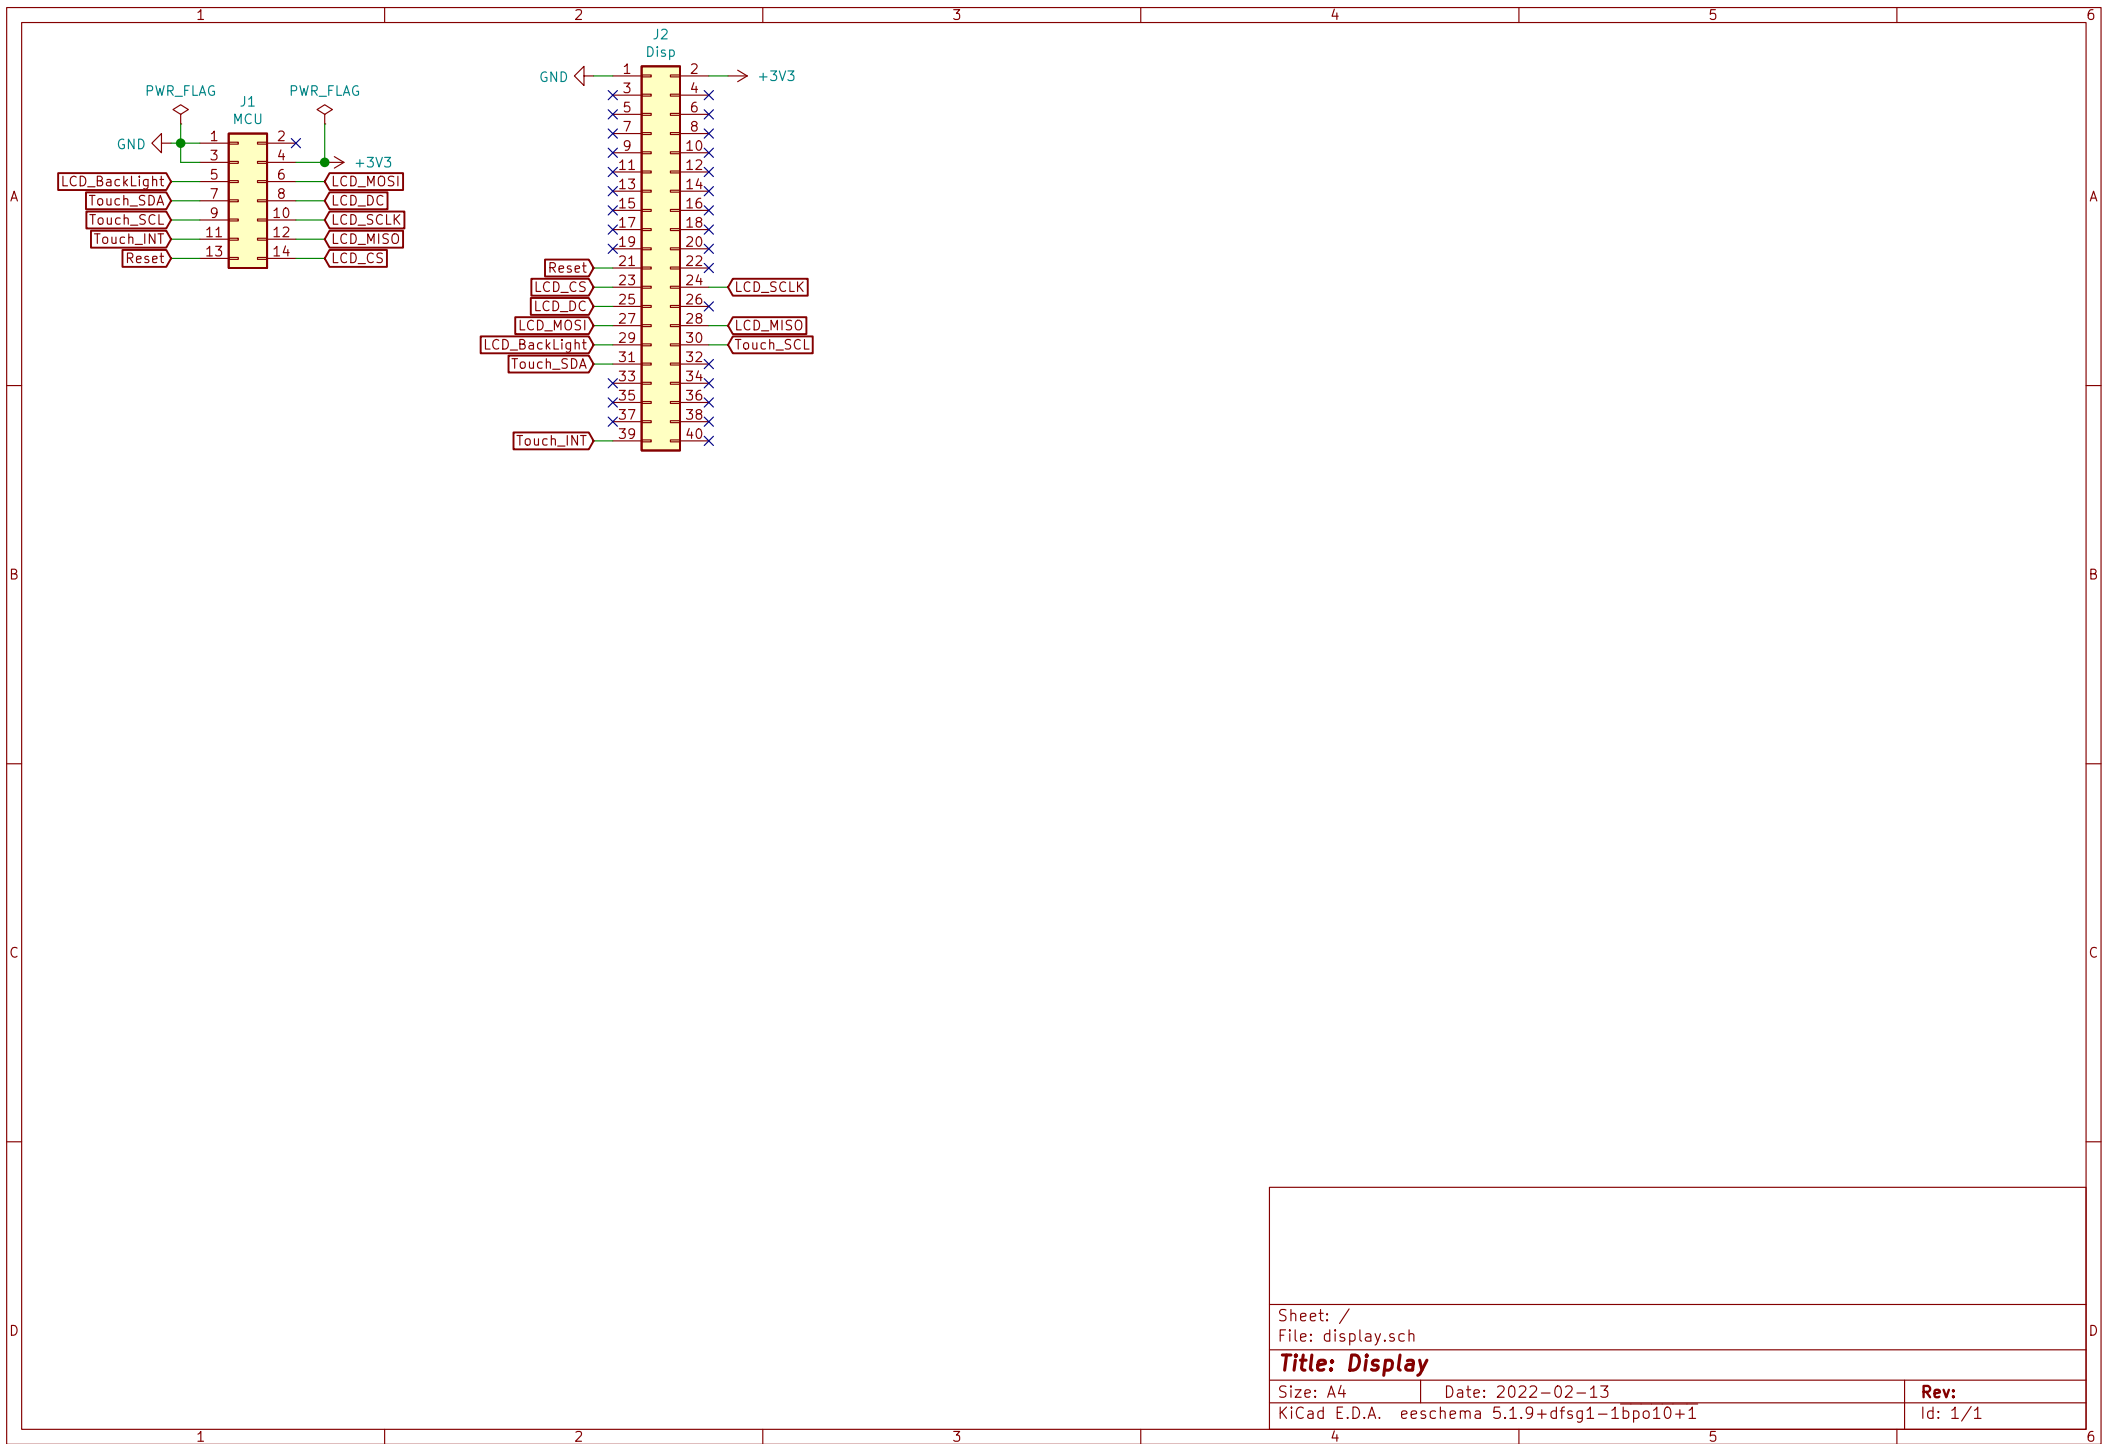 1 2 3 4 5 6
J2
Disp
GND 1 2 +3V3
3 4
5 6
7 8
9 10
11 12
13 14
15 16
17 18
19 20
Reset 21 22
LCD_CS 23 24 LCD_SCLK
LCD_DC 25 26
LCD_MOSI 27 28 LCD_MISO
LCD_BackLight 29 30 Touch_SCL
Touch_SDA 31 32
33 34
35 36
37 38
Touch_INT 39 40
PWR_FLAG PWR_FLAG
J1
MCU
GND 1 2
3 4 +3V3
LCD_BackLight 5 6 LCD_MOSI
Touch_SDA 7 8 LCD_DC
Touch_SCL 9 10 LCD_SCLK
Touch_INT 11 12 LCD_MISO
Reset 13 14 LCD_CS
A A
B B
C C
D D
Sheet: /
File: display.sch
Title: Display
Size: A4 Date: 2022-02-13 Rev:
KiCad E.D.A. eeschema 5.1.9+dfsg1-1bpo10+1 Id: 1/1
1 2 3 4 5 6